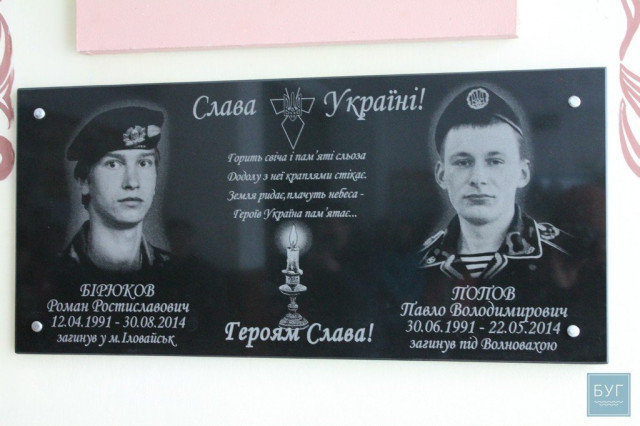 Слава Україні!
Горить свіча і пам'яті сльоза
Додолу з неї краплями стікає.
Земля ридає, плачуть небеса -
Героїв Україна пам'ятає...
БІРЮКОВ
Роман Ростиславович
12.04.1991 - 30.08.2014
загинув у м. Іловайськ
Героям Слава!
ПОПОВ
Павло Володимирович
30.06.1991 - 22.05.2014
загинув під Волновахою
БУГ